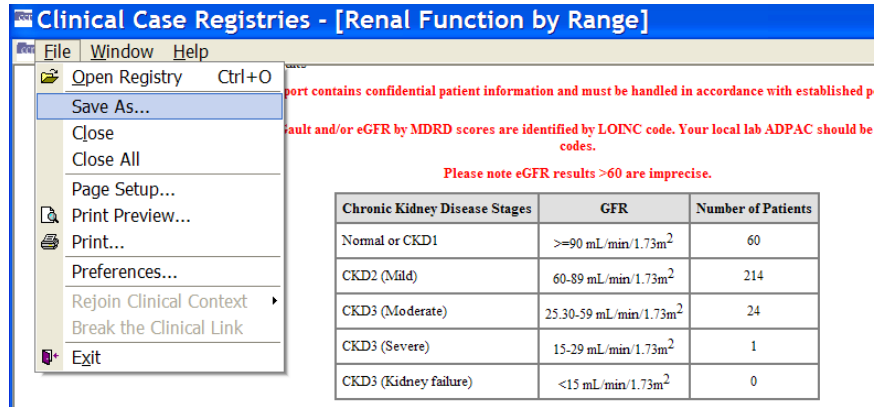 Clinical Case Registries - [Renal Function by Range]
File Window Help
Open Registry Ctrl+O
Save As...
Close
Close All
Page Setup...
Print Preview...
Print...
Preferences...
Rejoin Clinical Context
Break the Clinical Link
Exit
port contains confidential patient information and must be handled in accordance with established p
ault and/or eGFR by MDRD scores are identified by LOINC code. Your local lab ADPAC should be
codes.
Please note eGFR results >60 are imprecise.
Chronic Kidney Disease Stages GFR Number of Patients
Normal or CKD1 >=90 mL/min/1.73m² 60
CKD2 (Mild) 60-89 mL/min/1.73m² 214
CKD3 (Moderate) 25.30-59 mL/min/1.73m² 24
CKD3 (Severe) 15-29 mL/min/1.73m² 1
CKD3 (Kidney failure) <15 mL/min/1.73m² 0